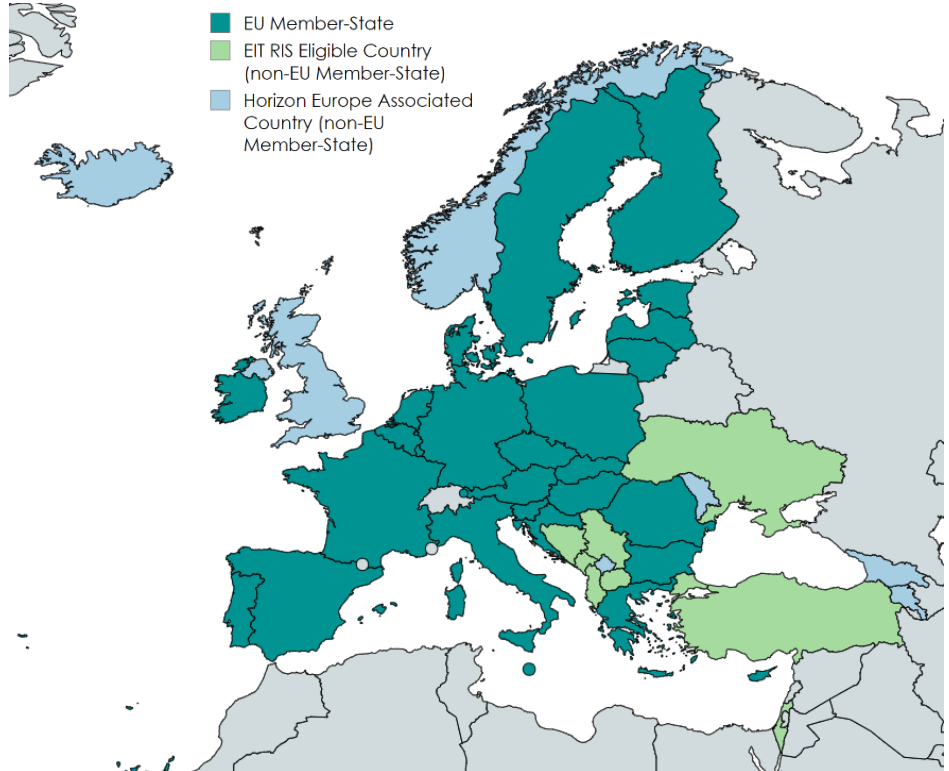 EU Member-State
EIT RIS Eligible Country
(non-EU Member-State)
Horizon Europe Associated
Country (non-EU
Member-State)